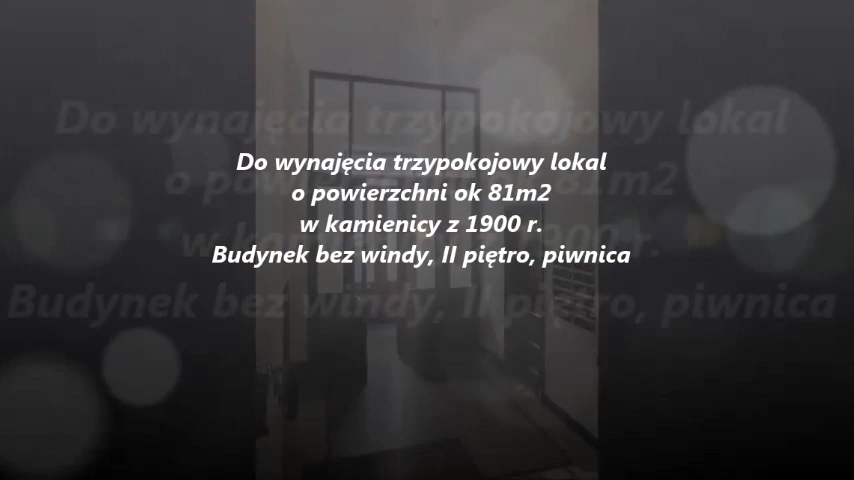 Do wynajęcia trzypokojowy lokal
o powierzchni ok 81m2
w kamienicy z 1900 r.
Budynek bez windy, II piętro, piwnica